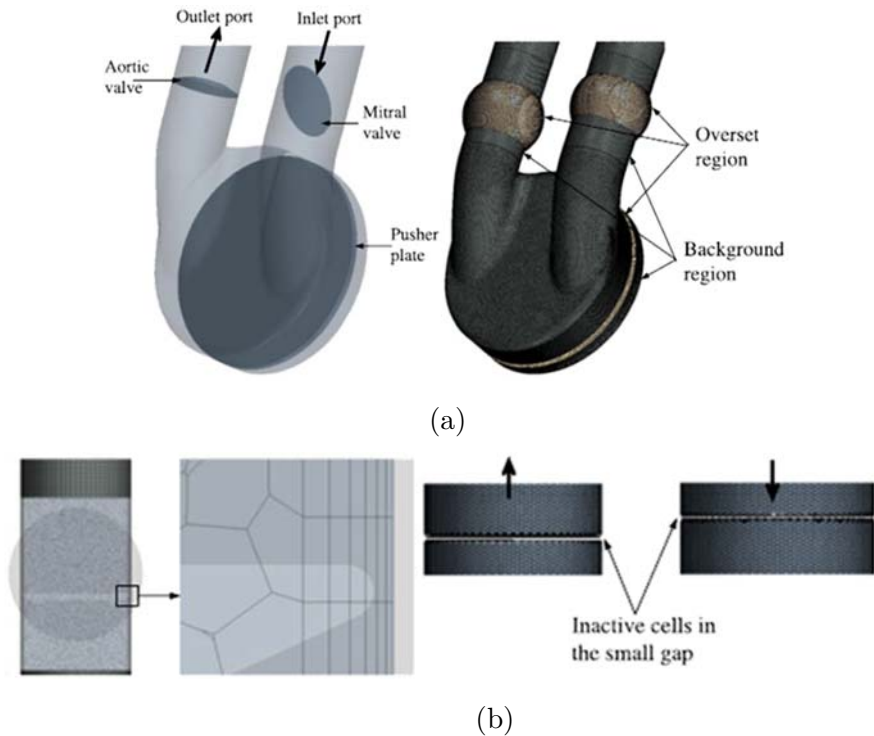 Outlet port
Inlet port
Aortic
valve
Mitral
valve
Pusher
plate
Overset
region
Background
region
(a)
Inactive cells in
the small gap
(b)